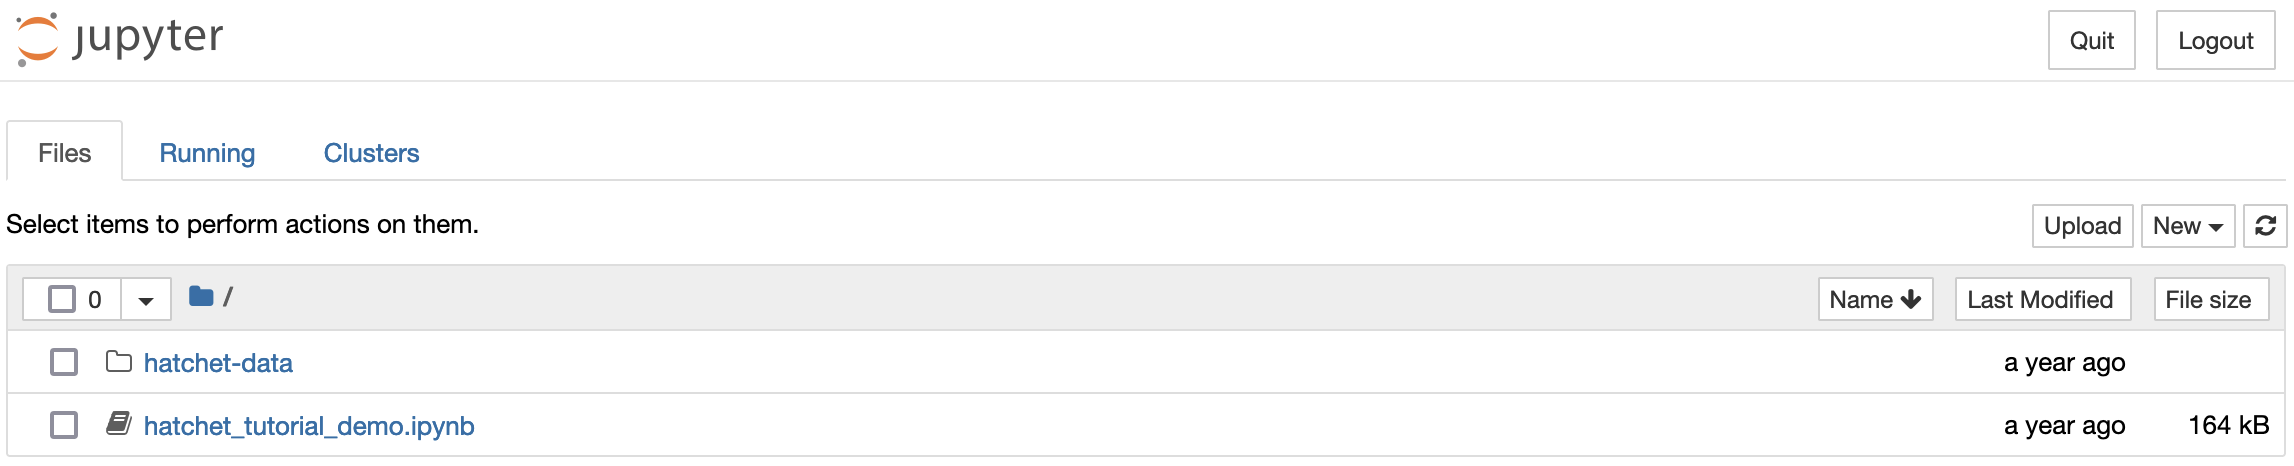 jupyter Quit Logout
Files Running Clusters
Select items to perform actions on them. Upload New
0 / Name Last Modified File size
hatchet-data a year ago
hatchet_tutorial_demo.ipynb a year ago 164 kB